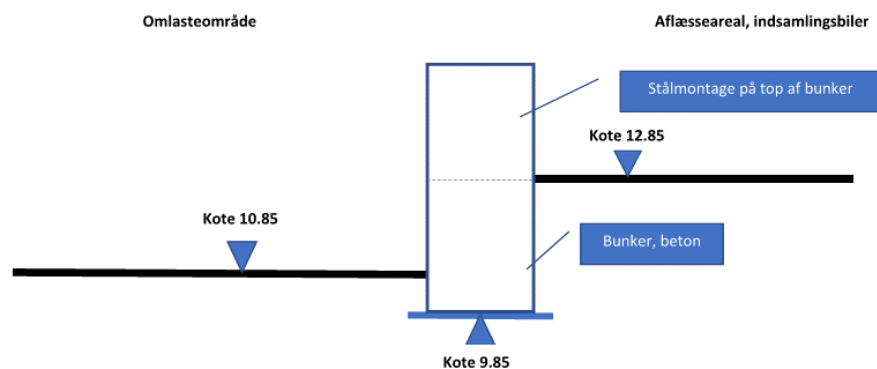 Omlasteområde
Aflæsseareal, indsamlingsbiler
Stålmontage på top af bunker
Kote 12.85
Kote 10.85
Bunker, beton
Kote 9.85